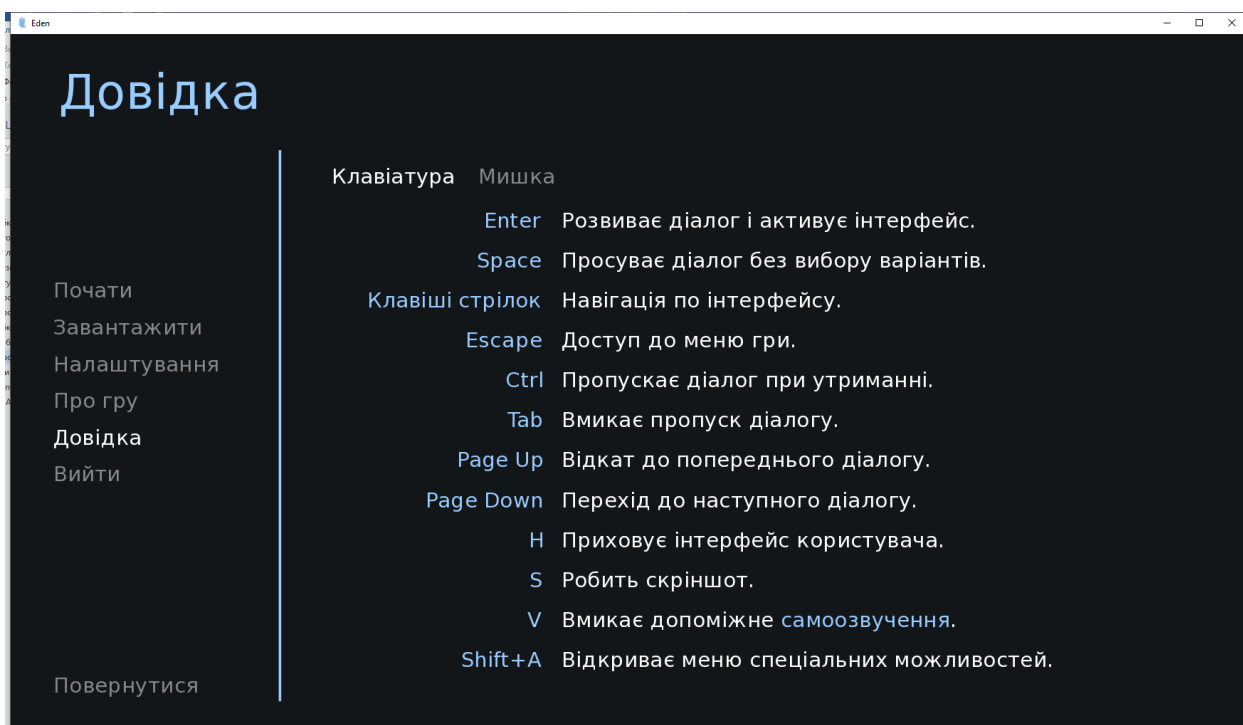 Eden
Довідка
Клавіатура Мишка
Enter Розвиває діалог і активує інтерфейс.
Space Просуває діалог без вибору варіантів.
Клавіші стрілок Навігація по інтерфейсу.
Escape Доступ до меню гри.
Ctrl Пропускає діалог при утриманні.
Tab Вмикає пропуск діалогу.
Page Up Відкат до попереднього діалогу.
Page Down Перехід до наступного діалогу.
H Приховує інтерфейс користувача.
S Робить скріншот.
V Вмикає допоміжне самоозвучення.
Shift+A Відкриває меню спеціальних можливостей.
Почати
Завантажити
Налаштування
Про гру
Довідка
Вийти
Повернутися